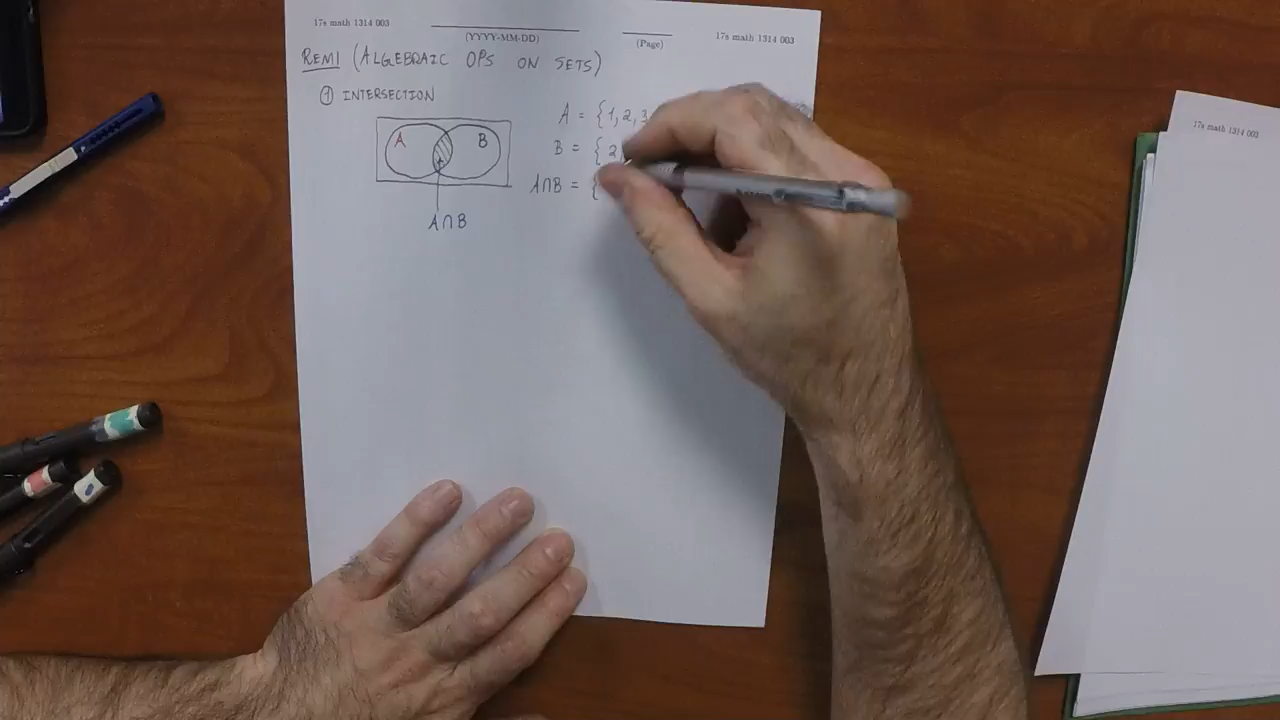 17s math 1314 003
(YYYY-MM-DD)
(Page)
17s math 1314 003
REM1 (ALGEBRAIC OPS ON SETS)
① INTERSECTION
A B
A∩B
A = {1, 2, 3
B = {2
A∩B = {
17s math 1314 003